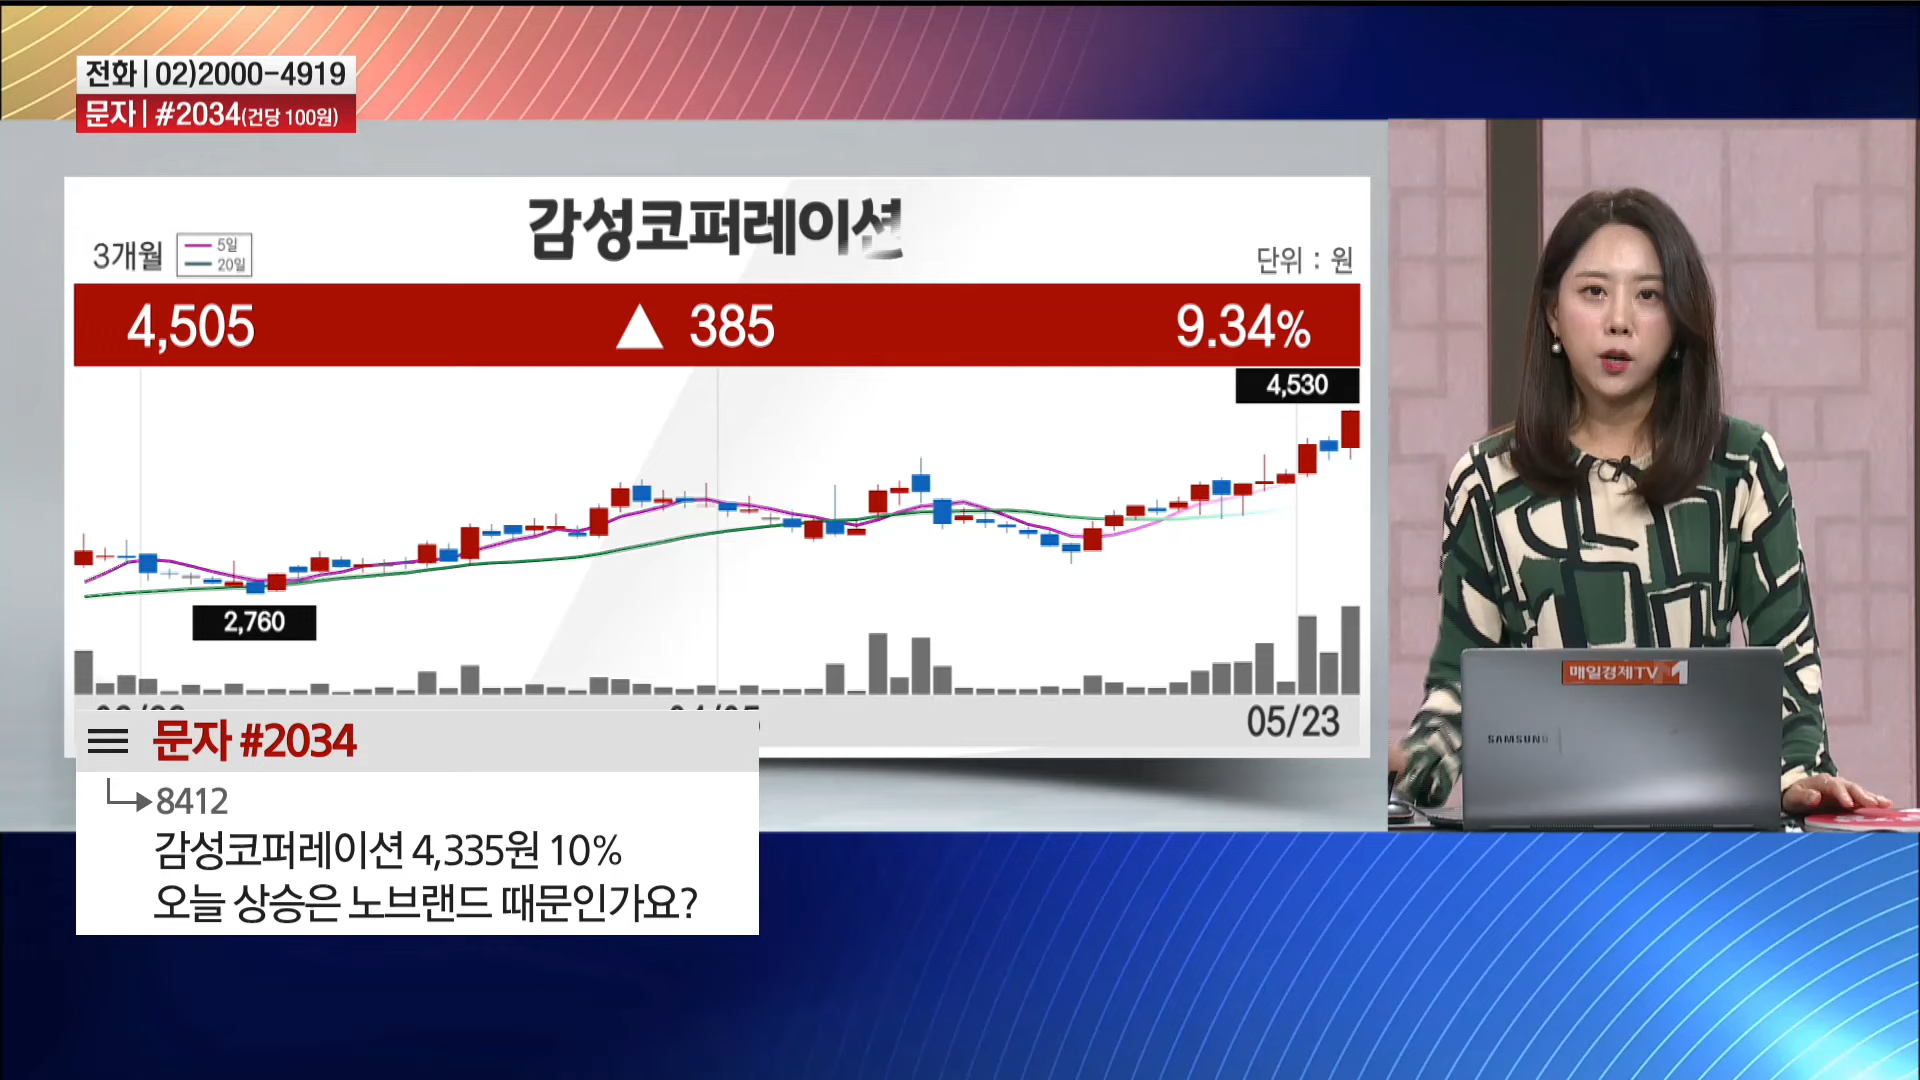 전화 | 02)2000-4919
문자 | #2034(건당 100원)
감성코퍼레이션
3개월
5일
20일
단위 : 원
4,505 ▲ 385 9.34%
4,530
2,760
05/23
문자 #2034
8412
감성코퍼레이션 4,335원 10%
오늘 상승은 노브랜드 때문인가요?
매일경제TV
SAMSUNG